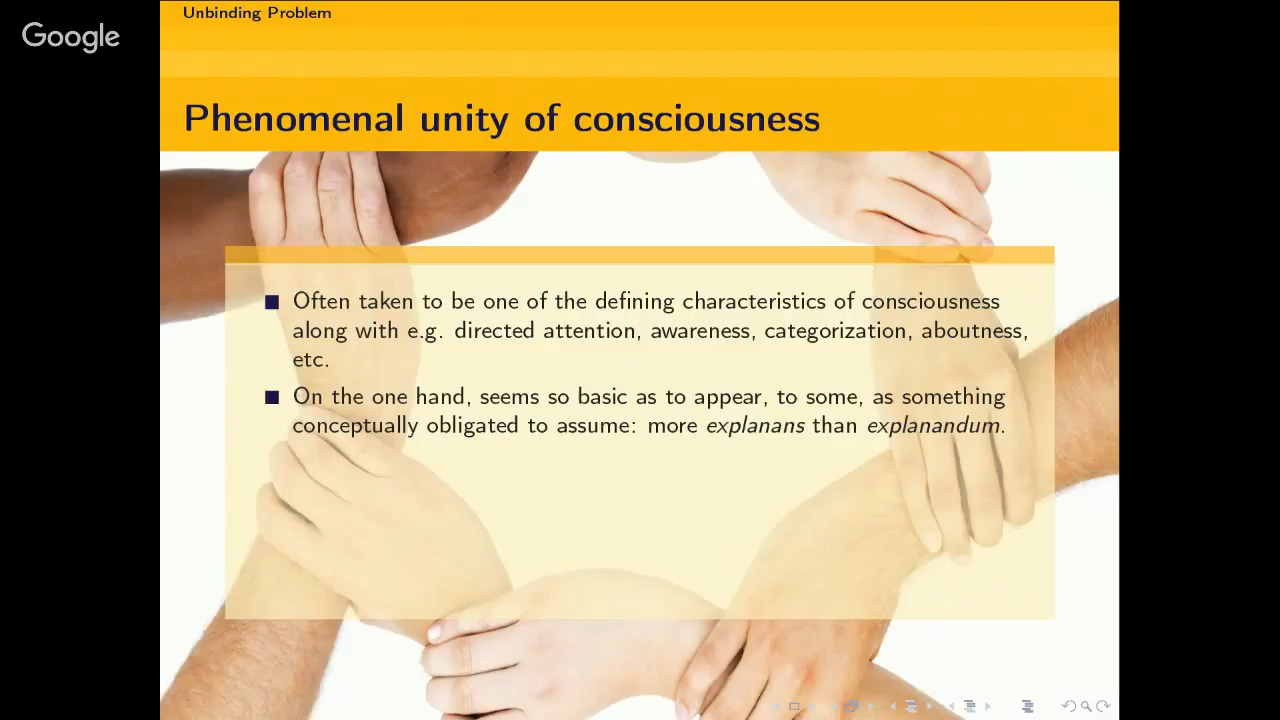 Unbinding Problem
Google
Phenomenal unity of consciousness
Often taken to be one of the defining characteristics of consciousness
along with e.g. directed attention, awareness, categorization, aboutness,
etc.
On the one hand, seems so basic as to appear, to some, as something
conceptually obligated to assume: more explanans than explanandum.